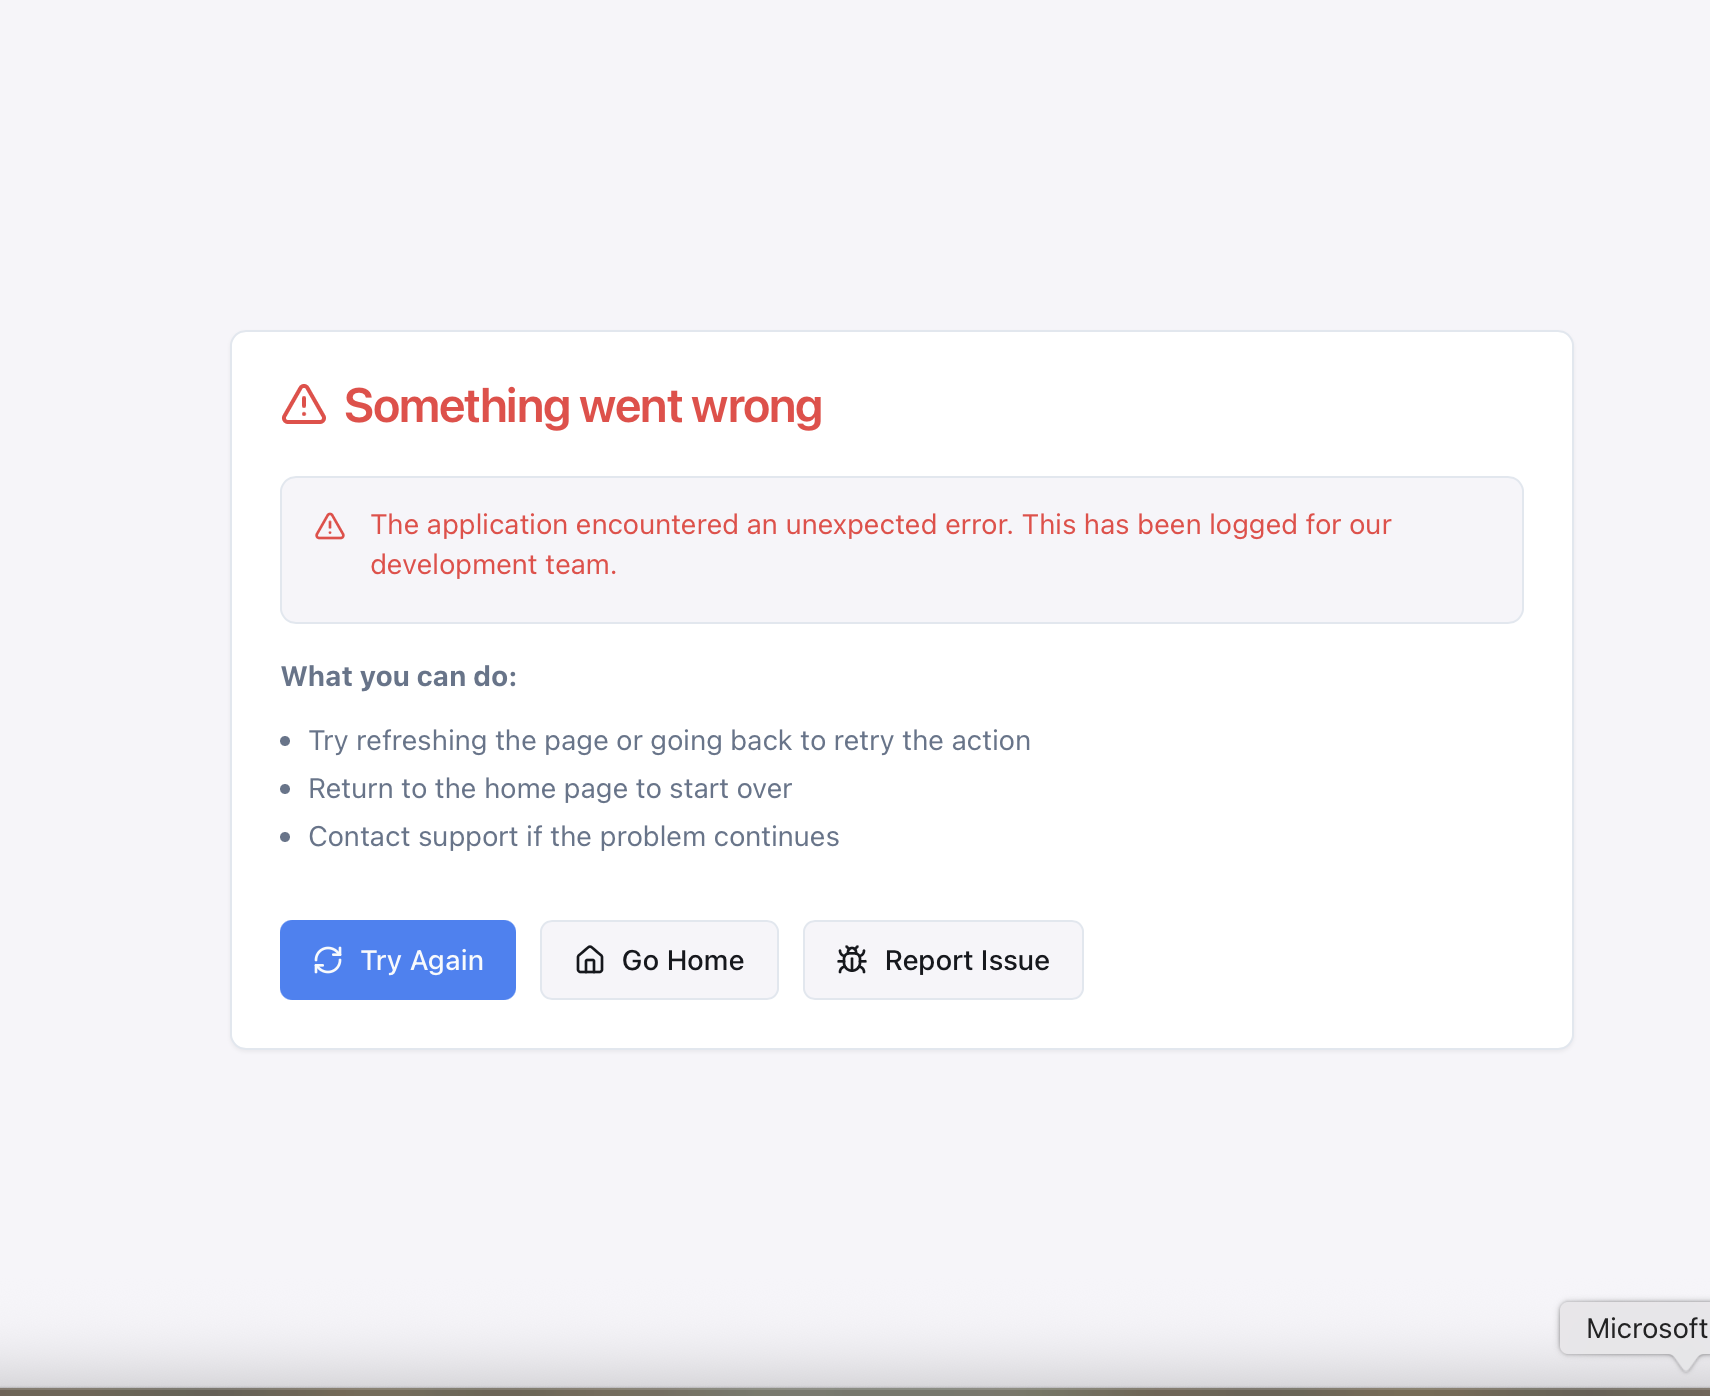 Something went wrong
The application encountered an unexpected error. This has been logged for our
development team.
What you can do:
Try refreshing the page or going back to retry the action
Return to the home page to start over
Contact support if the problem continues
Try Again
Go Home
Report Issue
Microsoft